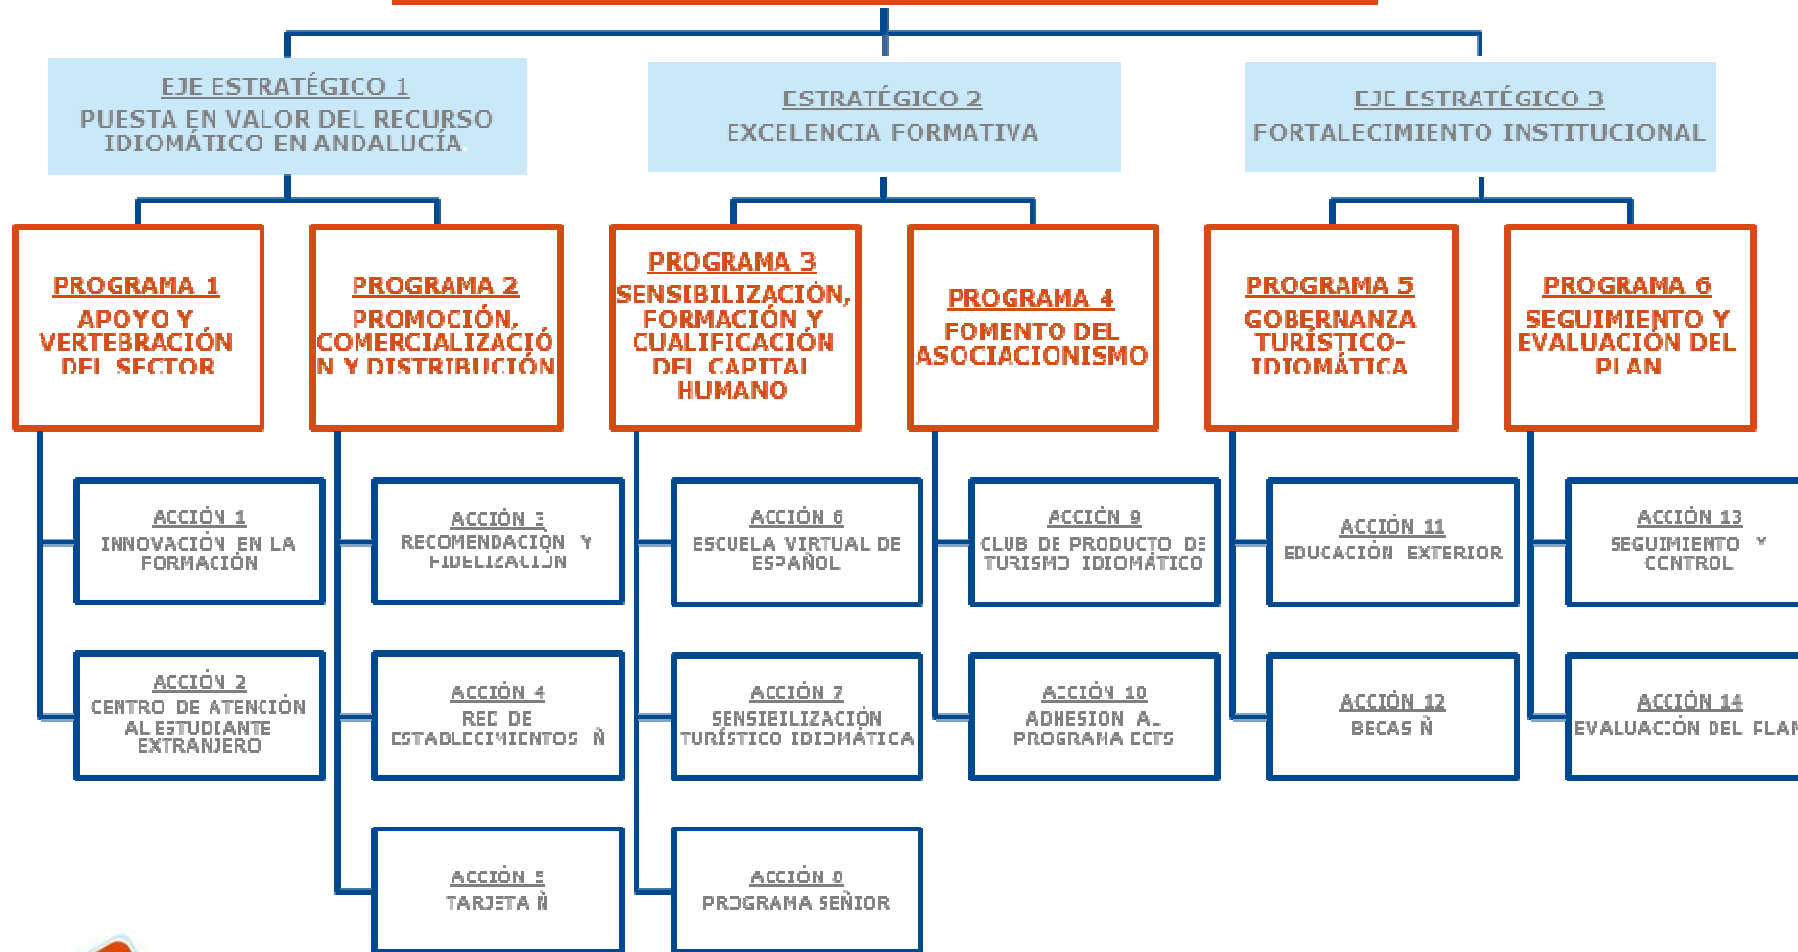 EJE ESTRATÉGICO 1
PUESTA EN VALOR DEL RECURSO
IDIOMÁTICO EN ANDALUCÍA.
ESTRATÉGICO 2
EXCELENCIA FORMATIVA
EJE ESTRATÉGICO 3
FORTALECIMIENTO INSTITUCIONAL
PROGRAMA 1
APOYO Y
VERTEBRACIÓN
DEL SECTOR
PROGRAMA 2
PROMOCIÓN,
COMERCIALIZACIÓ
N Y DISTRIBUCIÓN
PROGRAMA 3
SENSIBILIZACIÓN,
FORMACIÓN Y
CUALIFICACIÓN
DEL CAPITAL
HUMANO
PROGRAMA 4
FOMENTO DEL
ASOCIACIONISMO
PROGRAMA 5
GOBERNANZA
TURÍSTICO-
IDIOMÁTICA
PROGRAMA 6
SEGUIMIENTO Y
EVALUACIÓN DEL
PLAN
ACCIÓN 1
INNOVACIÓN EN LA
FORMACIÓN
ACCIÓN 3
RECOMENDACIÓN Y
FIDELIZACIÓN
ACCIÓN 6
ESCUELA VIRTUAL DE
ESPAÑOL
ACCIÓN 9
CLUB DE PRODUCTO DE
TURISMO IDIOMÁTICO
ACCIÓN 11
EDUCACIÓN EXTERIOR
ACCIÓN 13
SEGUIMIENTO Y
CONTROL
ACCIÓN 2
CENTRO DE ATENCIÓN
AL ESTUDIANTE
EXTRANJERO
ACCIÓN 4
RED DE
ESTABLECIMIENTOS Ñ
ACCIÓN 7
SENSIBILIZACIÓN
TURÍSTICO IDIOMÁTICA
ACCIÓN 10
ADHESION AL
PROGRAMA ECTS
ACCIÓN 12
BECAS Ñ
ACCIÓN 14
EVALUACIÓN DEL PLAN
ACCIÓN 5
TARJETA Ñ
ACCIÓN 8
PROGRAMA SEÑIOR